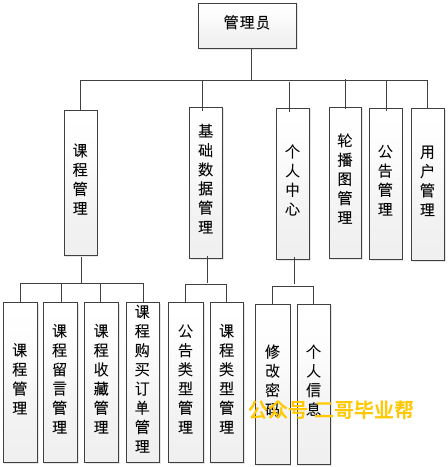 管理员
课程管理
基础数据管理
个人中心
轮播图管理
公告管理
用户管理
课程管理
课程留言管理
课程收藏管理
课程购买订单管理
公告类型管理
课程类型管理
修改密码
个人信息
公众号:二哥毕业帮